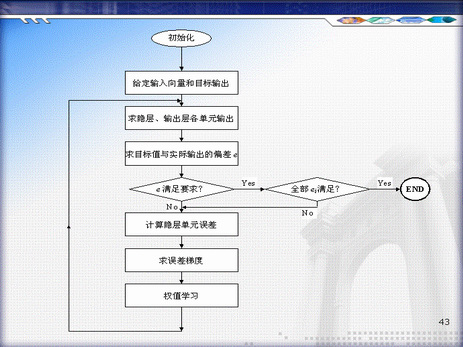 初始化
给定输入向量和目标输出
求隐层、输出层各单元输出
求目标值与实际输出的偏差 e
e 满足要求?
Yes
全部 ei满足?
Yes
END
No
No
计算隐层单元误差
求误差梯度
权值学习
43